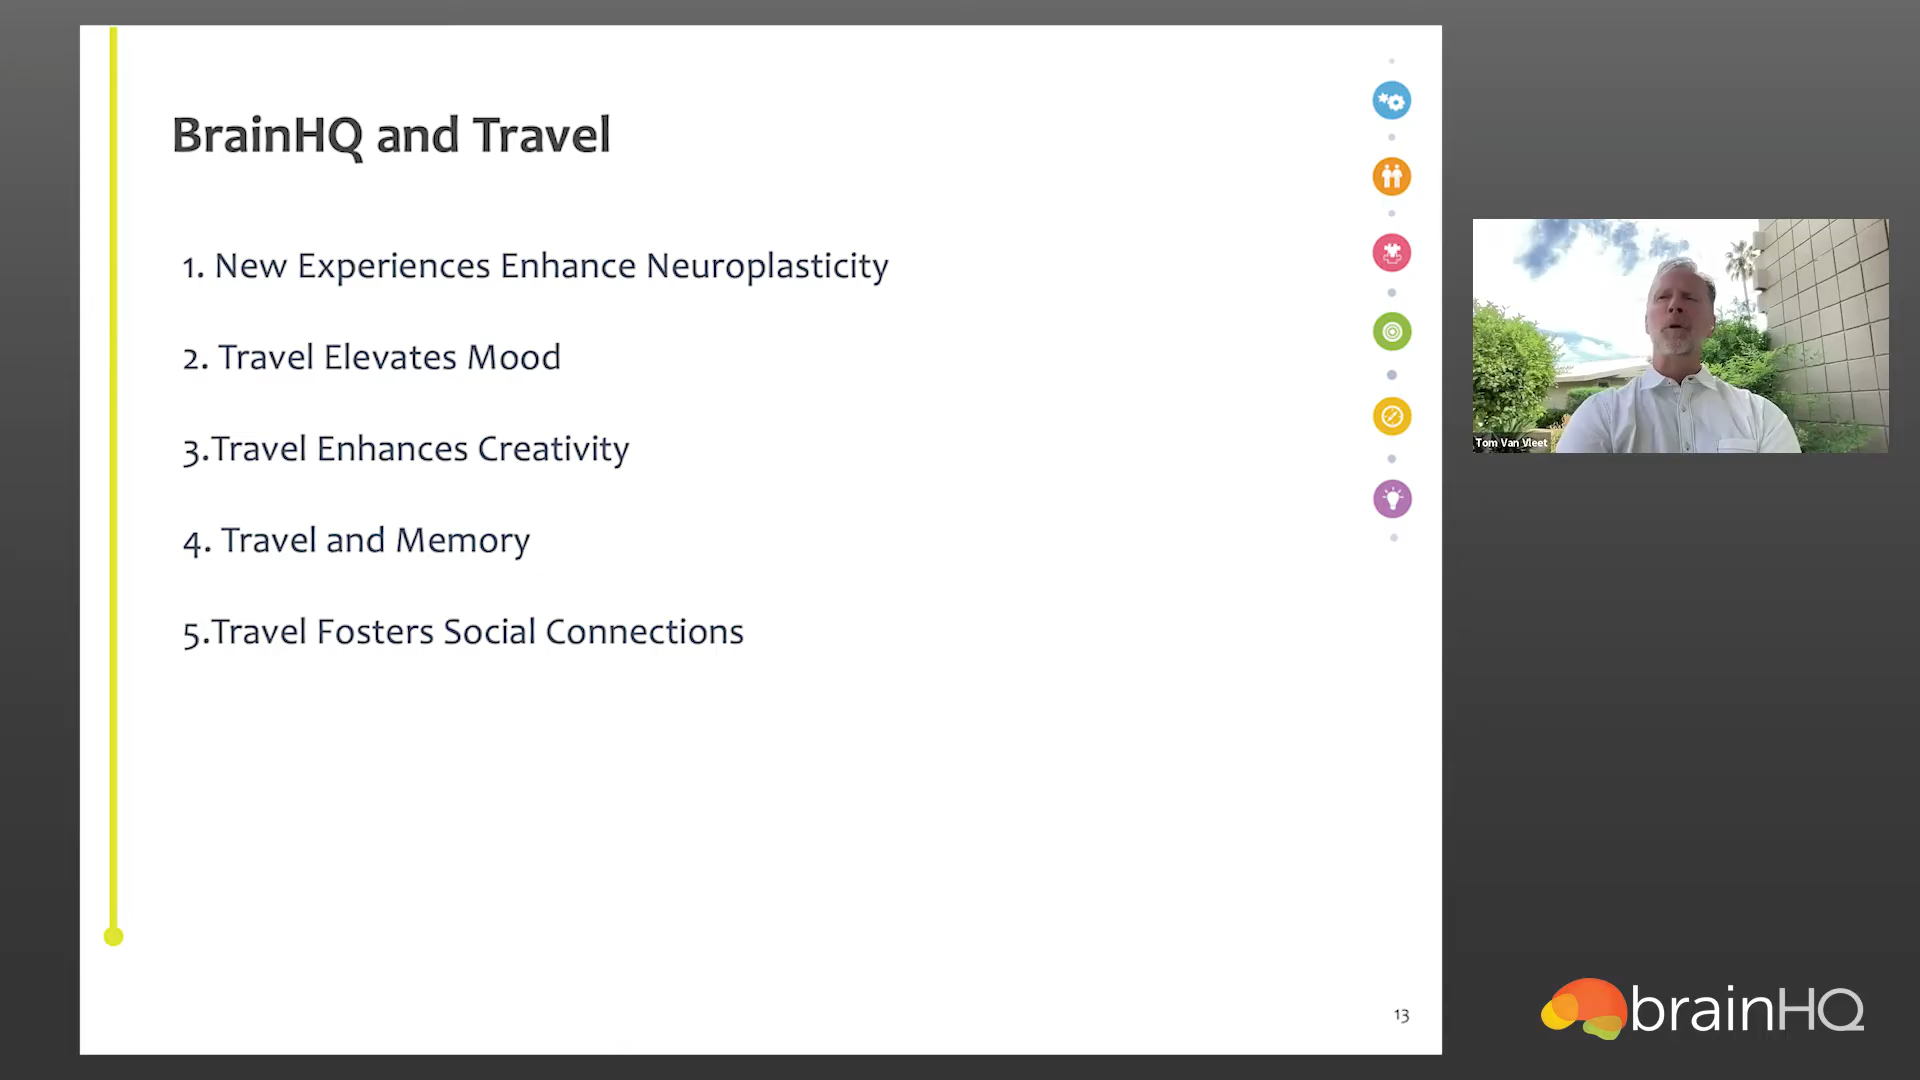 BrainHQ and Travel
1. New Experiences Enhance Neuroplasticity
2. Travel Elevates Mood
3.Travel Enhances Creativity
4. Travel and Memory
5.Travel Fosters Social Connections
13
Tom Van Vleet
brainHQ